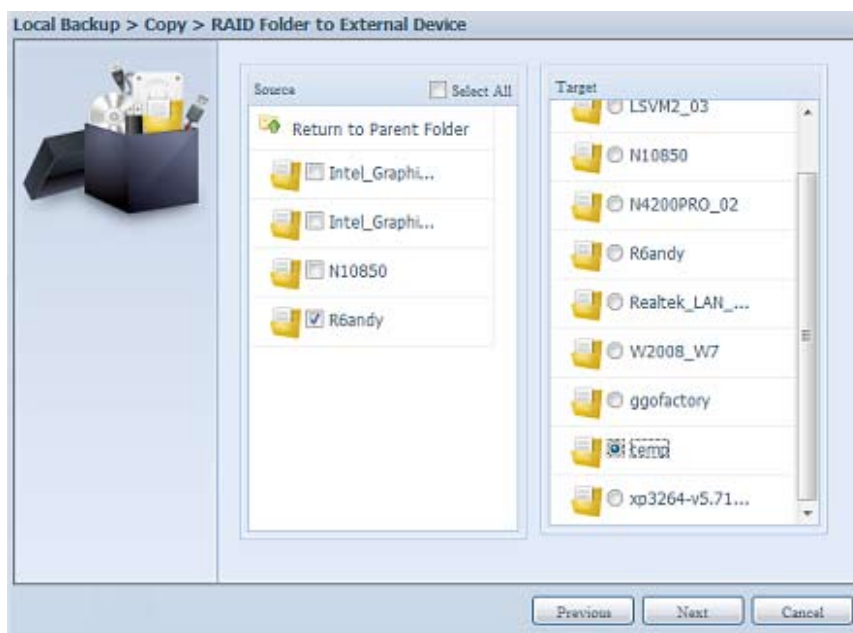 Local Backup > Copy > RAID Folder to External Device
Source
Select All
Return to Parent Folder
Intel_Graphi...
Intel_Graphi...
N10850
R6andy
Target
LSVM2_03
N10850
N4200PRO_02
R6andy
Realtek_LAN_...
W2008_W7
ggofactory
temp
xp3264-v5.71...
Previous
Next
Cancel